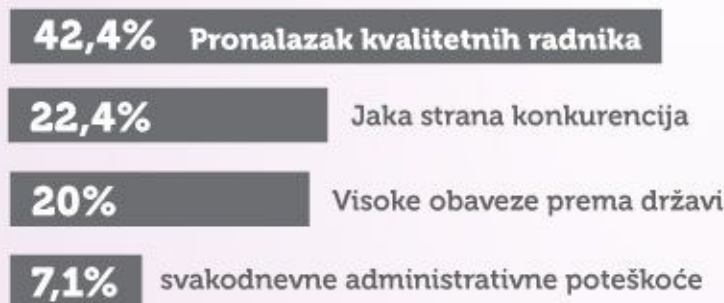 42,4% Pronalazak kvalitetnih radnika
22,4% Jaka strana konkurencija
20% Visoke obaveze prema državi
7,1% svakodnevne administrativne poteškoće